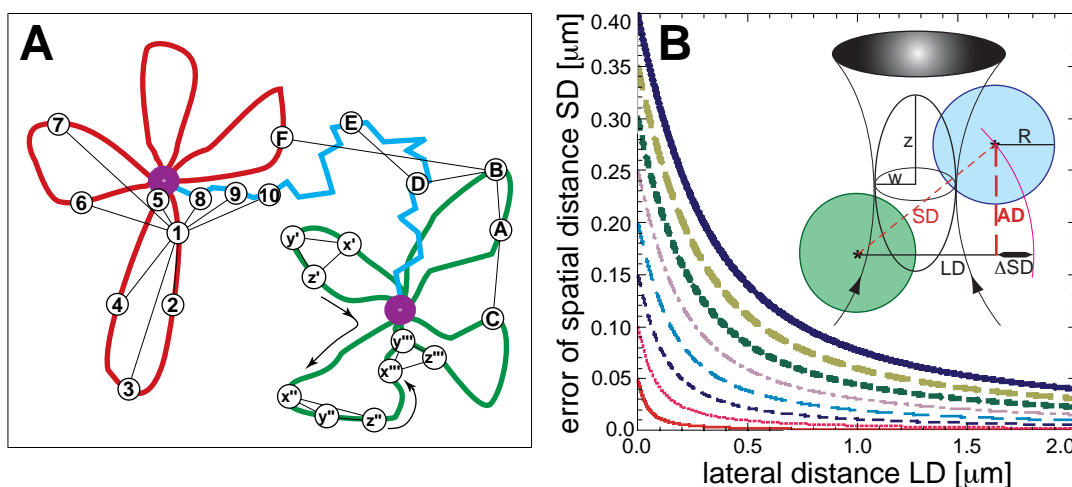 A
7
6
5
8
9
10
1
4
2
3
F
E
D
B
A
C
y'
x'
z'
y'''
x'''
z'''
x''
y''
z''
B
error of spatial distance SD [µm]
0.40
0.35
0.30
0.25
0.20
0.15
0.10
0.05
0.0
0.0
0.5
1.0
1.5
2.0
lateral distance LD [µm]
z
w
R
SD
AD
LD
ΔSD
*
*